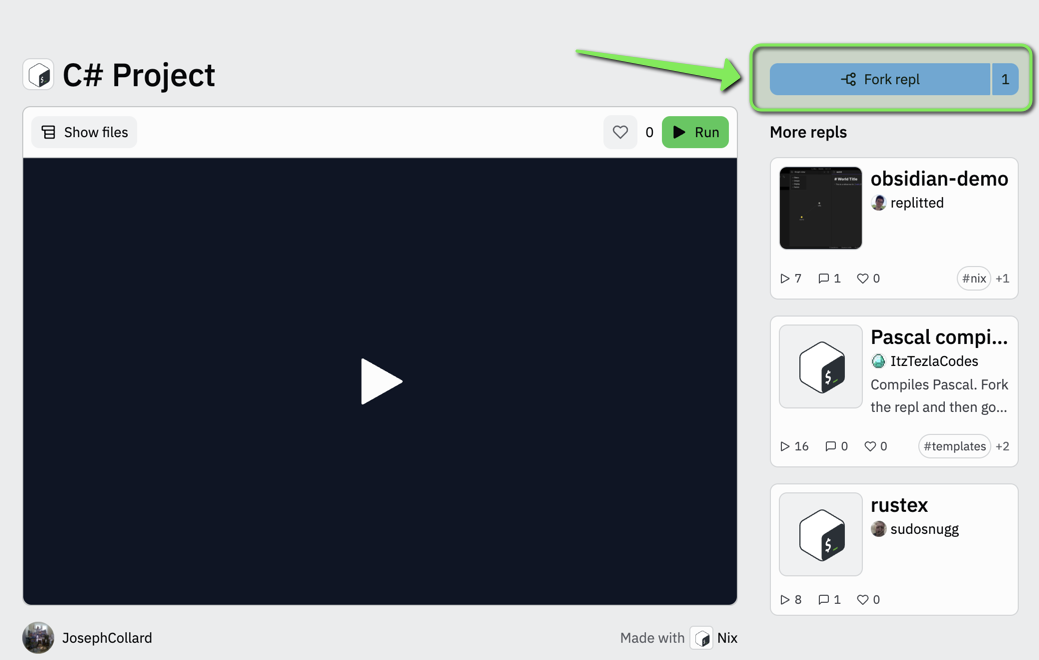 C# Project
Fork repl 1
Show files
0
Run
More repls
obsidian-demo
replitted
7 1 0 #nix +1
Pascal compi...
ItzTezlaCodes
Compiles Pascal. Fork
the repl and then go...
16 0 0 #templates +2
rustex
sudosnugg
8 1 0
JosephCollard
Made with Nix